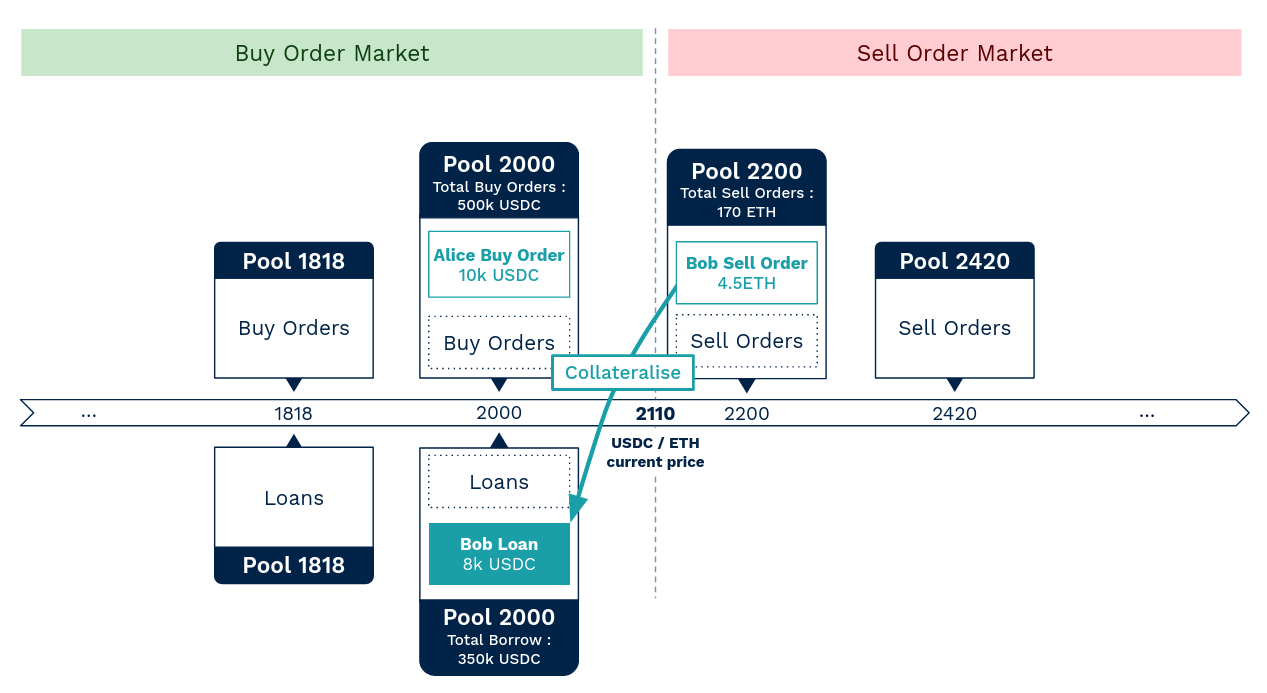 Buy Order Market
Sell Order Market
Pool 2000
Total Buy Orders :
500k USDC
Alice Buy Order
10k USDC
Buy Orders
Pool 2200
Total Sell Orders :
170 ETH
Bob Sell Order
4.5ETH
Sell Orders
Pool 1818
Buy Orders
Pool 2420
Sell Orders
Collateralise
...
1818
2000
2110
2200
2420
...
USDC / ETH
current price
Loans
Pool 1818
Loans
Bob Loan
8k USDC
Pool 2000
Total Borrow :
350k USDC